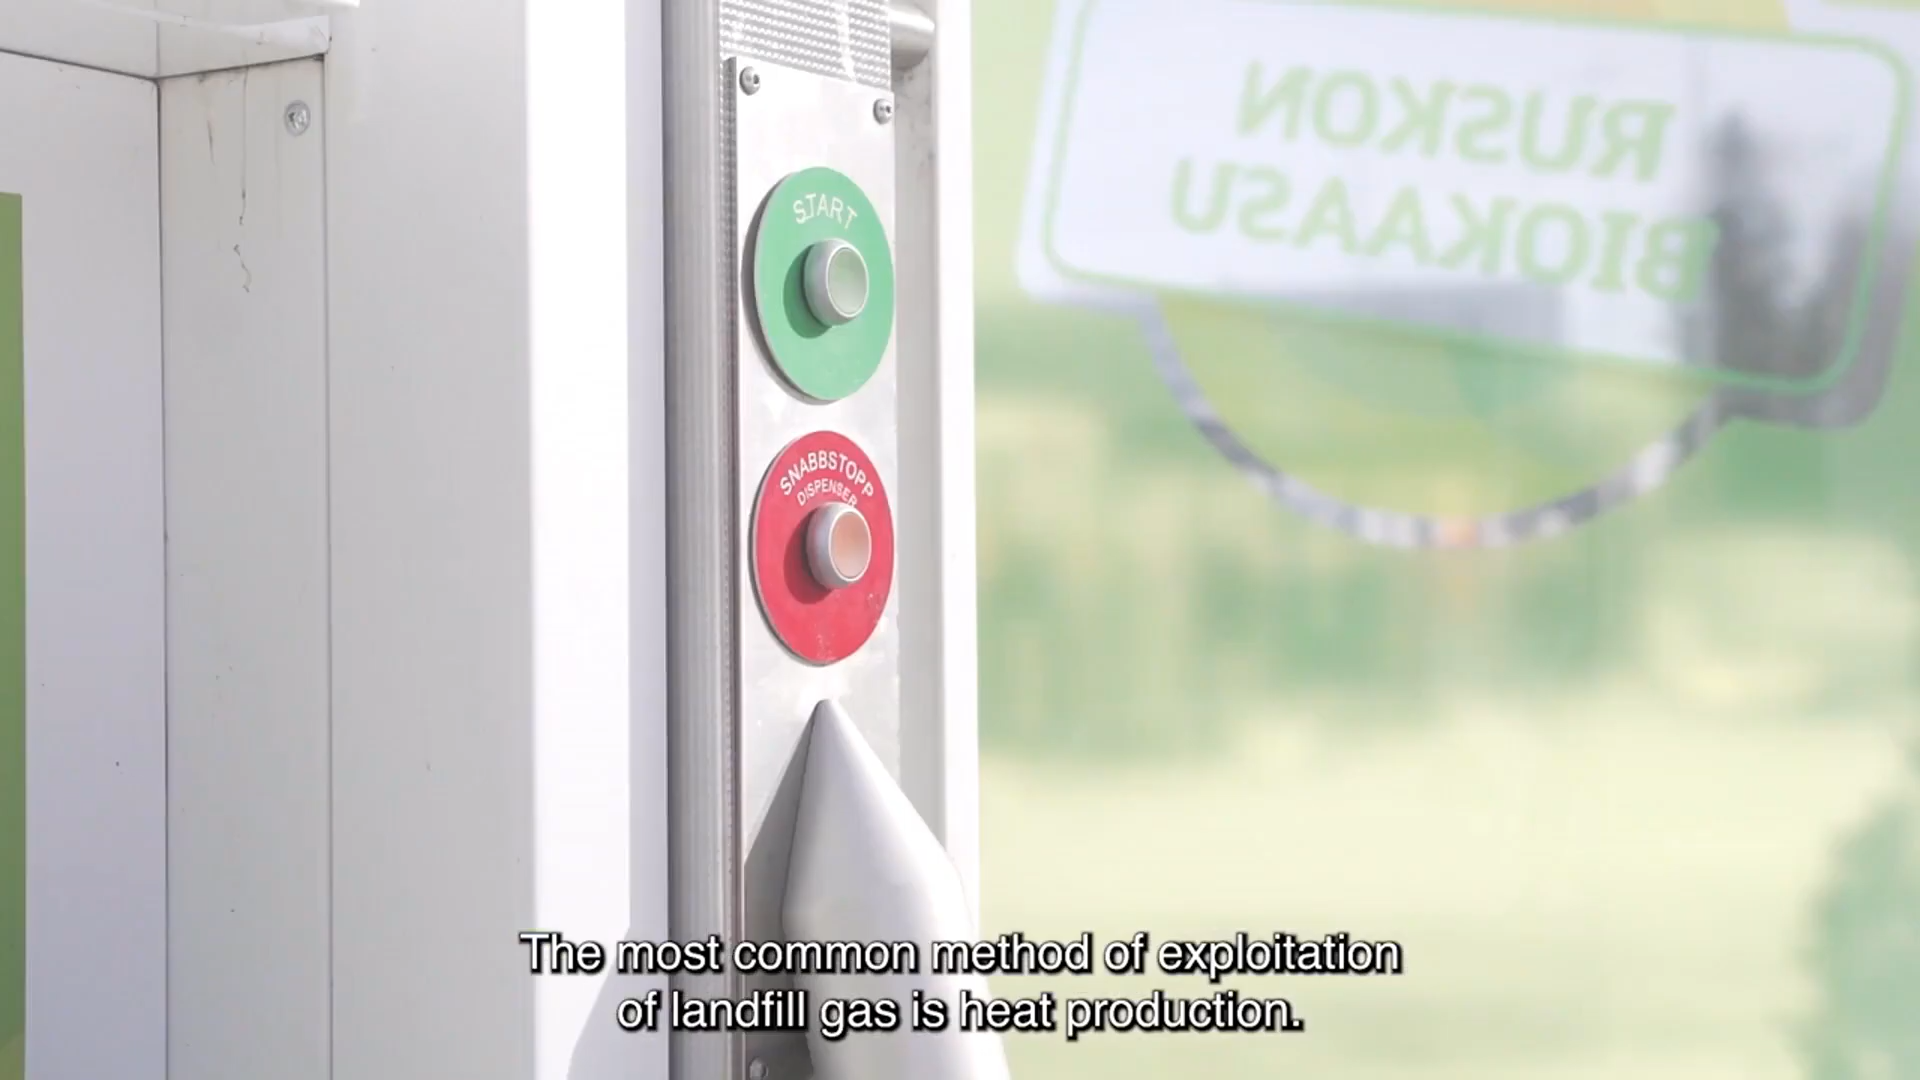 RUSKON
BIOKAASU
START
SNABBSTOPP
DISPENSER
The most common method of exploitation
of landfill gas is heat production.